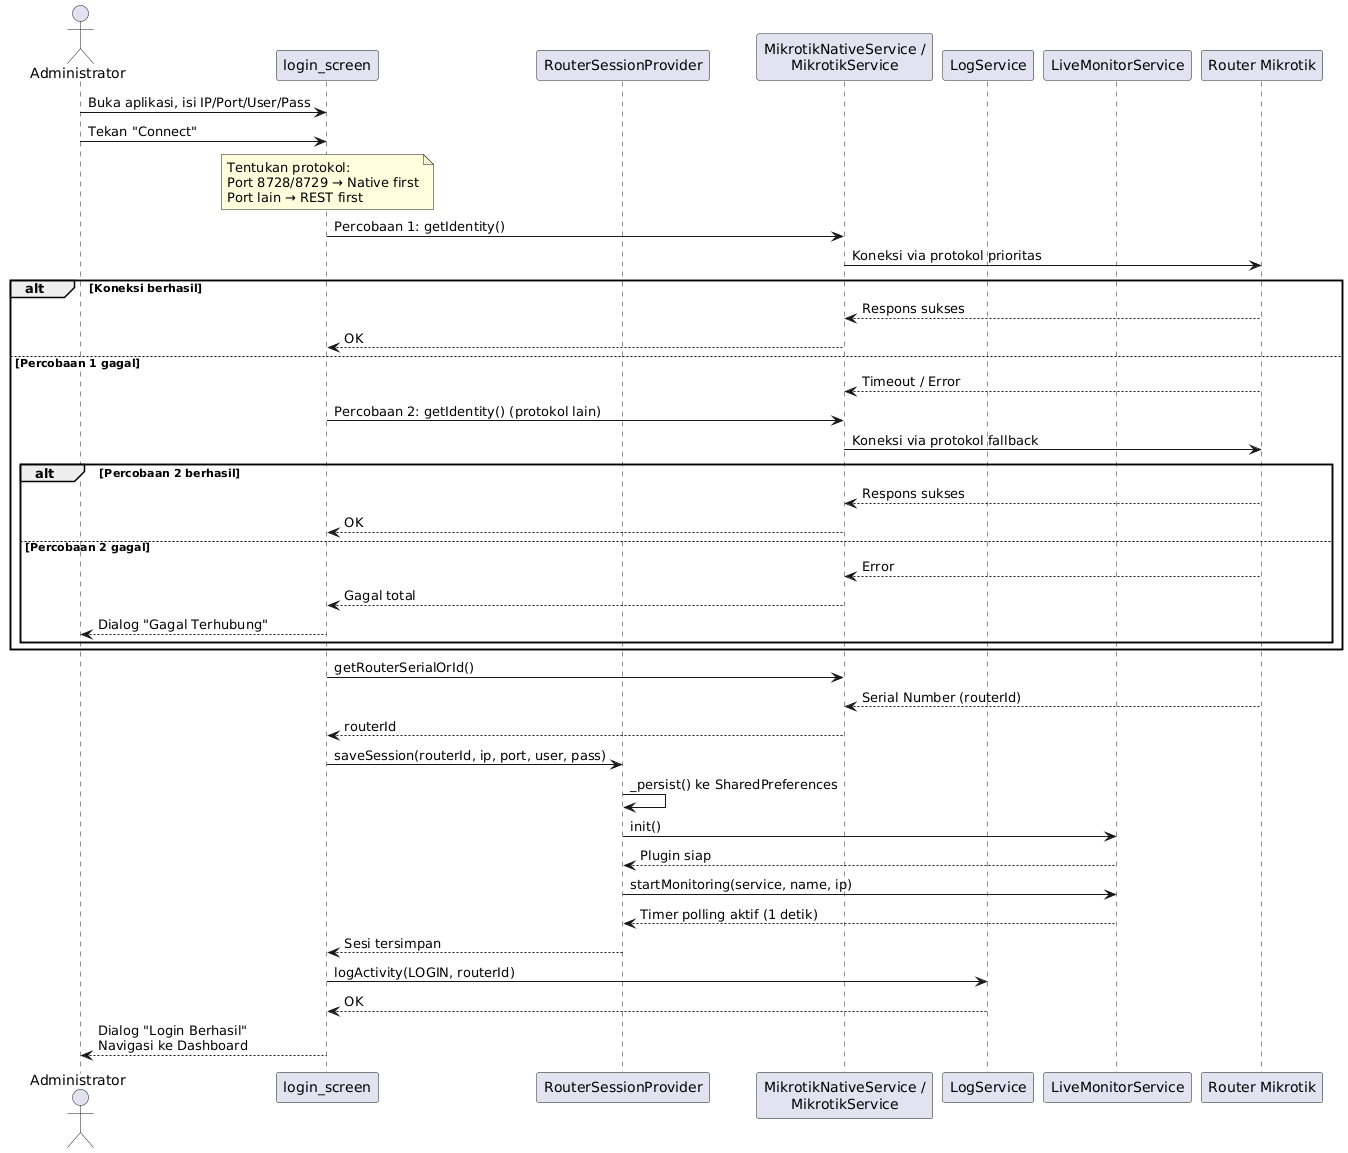 Administrator
login_screen
RouterSessionProvider
MikrotikNativeService /
MikrotikService
LogService
LiveMonitorService
Router Mikrotik
Buka aplikasi, isi IP/Port/User/Pass
Tekan "Connect"
Tentukan protokol:
Port 8728/8729 → Native first
Port lain → REST first
Percobaan 1: getIdentity()
Koneksi via protokol prioritas
alt
[Koneksi berhasil]
Respons sukses
OK
[Percobaan 1 gagal]
Timeout / Error
Percobaan 2: getIdentity() (protokol lain)
Koneksi via protokol fallback
alt
[Percobaan 2 berhasil]
Respons sukses
OK
[Percobaan 2 gagal]
Error
Gagal total
Dialog "Gagal Terhubung"
getRouterSerialOrId()
Serial Number (routerId)
routerId
saveSession(routerId, ip, port, user, pass)
_persist() ke SharedPreferences
init()
Plugin siap
startMonitoring(service, name, ip)
Timer polling aktif (1 detik)
Sesi tersimpan
logActivity(LOGIN, routerId)
OK
Dialog "Login Berhasil"
Navigasi ke Dashboard
Administrator
login_screen
RouterSessionProvider
MikrotikNativeService /
MikrotikService
LogService
LiveMonitorService
Router Mikrotik